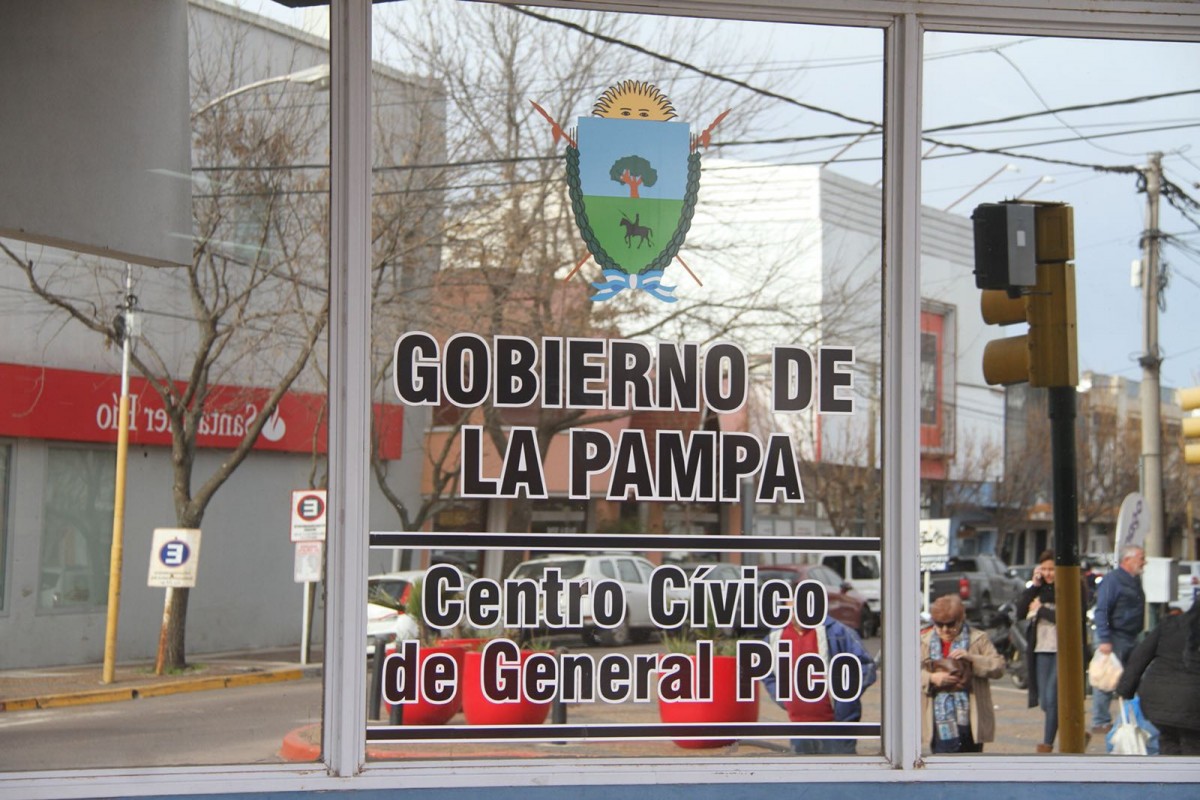 GOBIERNO DE
LA PAMPA
Centro Cívico
de General Pico
Santander Río
E
E